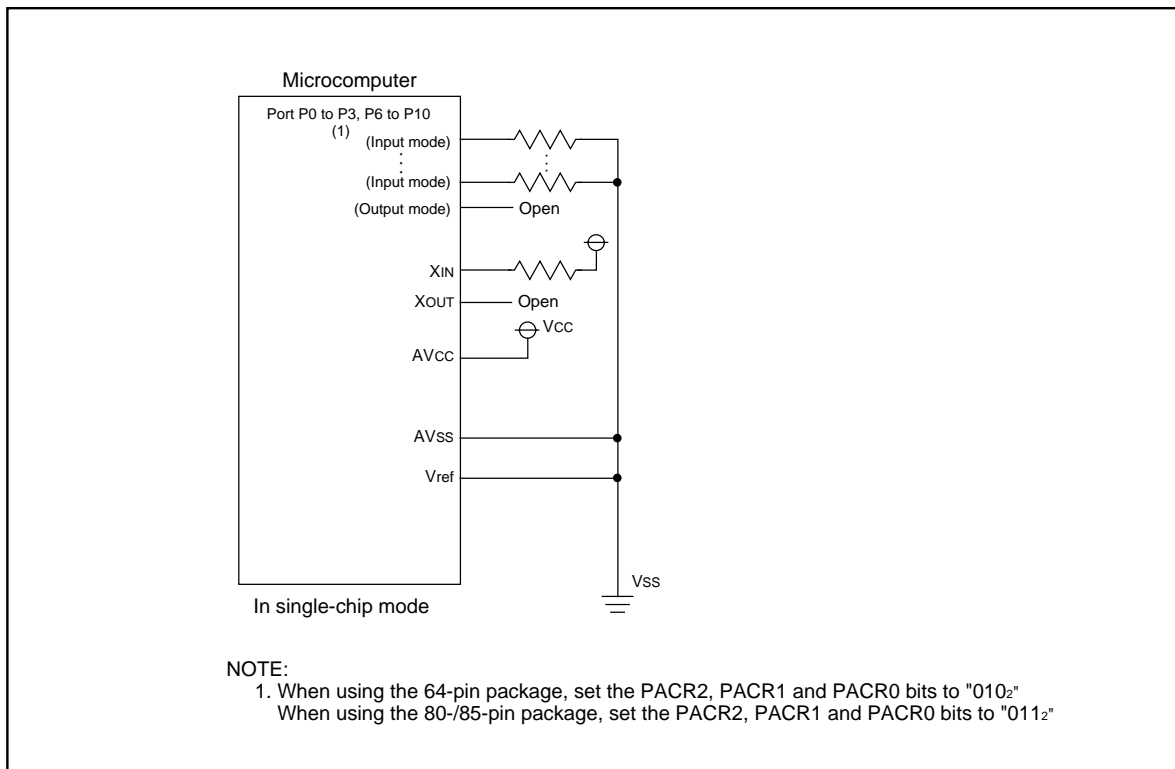 Microcomputer
Port P0 to P3, P6 to P10
(1)
(Input mode)
(Input mode)
(Output mode)
Open
XIN
XOUT
Open
VCC
AVCC
AVSS
Vref
VSS
In single-chip mode
NOTE:
1. When using the 64-pin package, set the PACR2, PACR1 and PACR0 bits to "010₂"
When using the 80-/85-pin package, set the PACR2, PACR1 and PACR0 bits to "011₂"